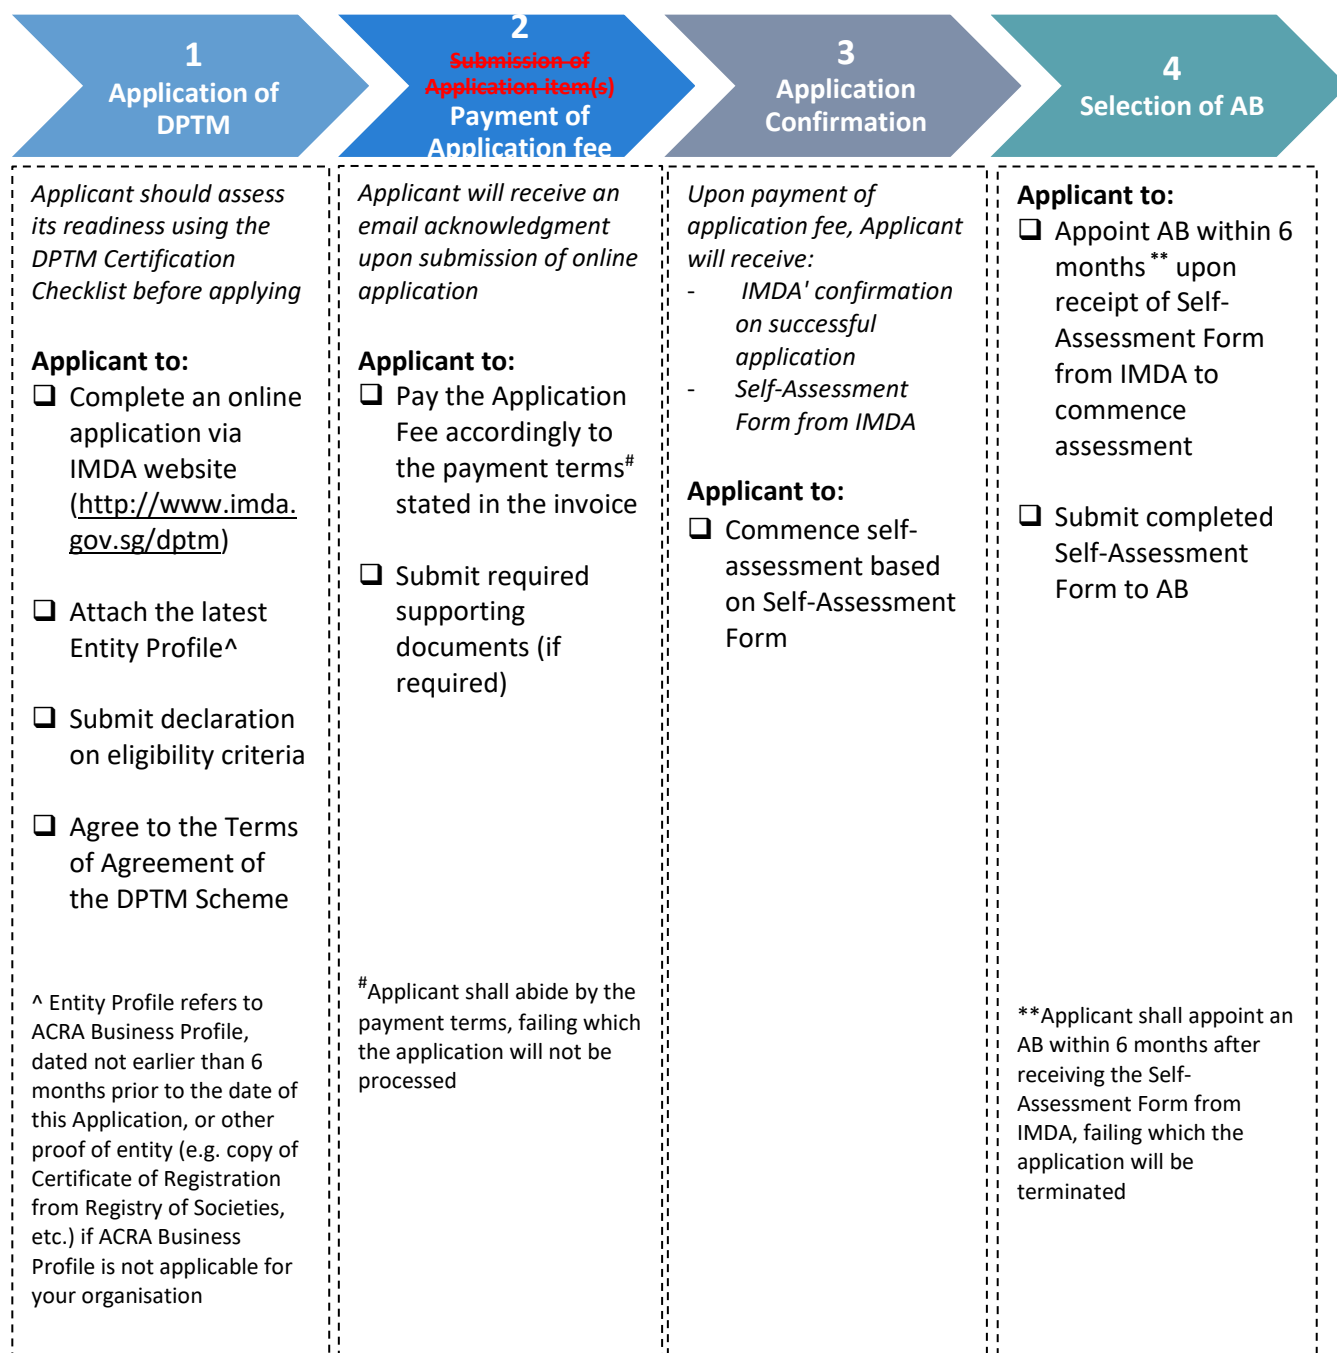 1
Application of
DPTM
2
Submission of
Application item(s)
Payment of
Application fee
3
Application
Confirmation
4
Selection of AB
Applicant should assess
its readiness using the
DPTM Certification
Checklist before applying
Applicant to:
❑ Complete an online
application via
IMDA website
(http://www.imda.
gov.sg/dptm)
❑ Attach the latest
Entity Profile^
❑ Submit declaration
on eligibility criteria
❑ Agree to the Terms
of Agreement of
the DPTM Scheme
^ Entity Profile refers to
ACRA Business Profile,
dated not earlier than 6
months prior to the date of
this Application, or other
proof of entity (e.g. copy of
Certificate of Registration
from Registry of Societies,
etc.) if ACRA Business
Profile is not applicable for
your organisation
Applicant will receive an
email acknowledgment
upon submission of online
application
Applicant to:
❑ Pay the Application
Fee accordingly to
the payment terms#
stated in the invoice
❑ Submit required
supporting
documents (if
required)
#Applicant shall abide by the
payment terms, failing which
the application will not be
processed
Upon payment of
application fee, Applicant
will receive:
- IMDA' confirmation
on successful
application
- Self-Assessment
Form from IMDA
Applicant to:
❑ Commence self-
assessment based
on Self-Assessment
Form
Applicant to:
❑ Appoint AB within 6
months** upon
receipt of Self-
Assessment Form
from IMDA to
commence
assessment
❑ Submit completed
Self-Assessment
Form to AB
**Applicant shall appoint an
AB within 6 months after
receiving the Self-
Assessment Form from
IMDA, failing which the
application will be
terminated